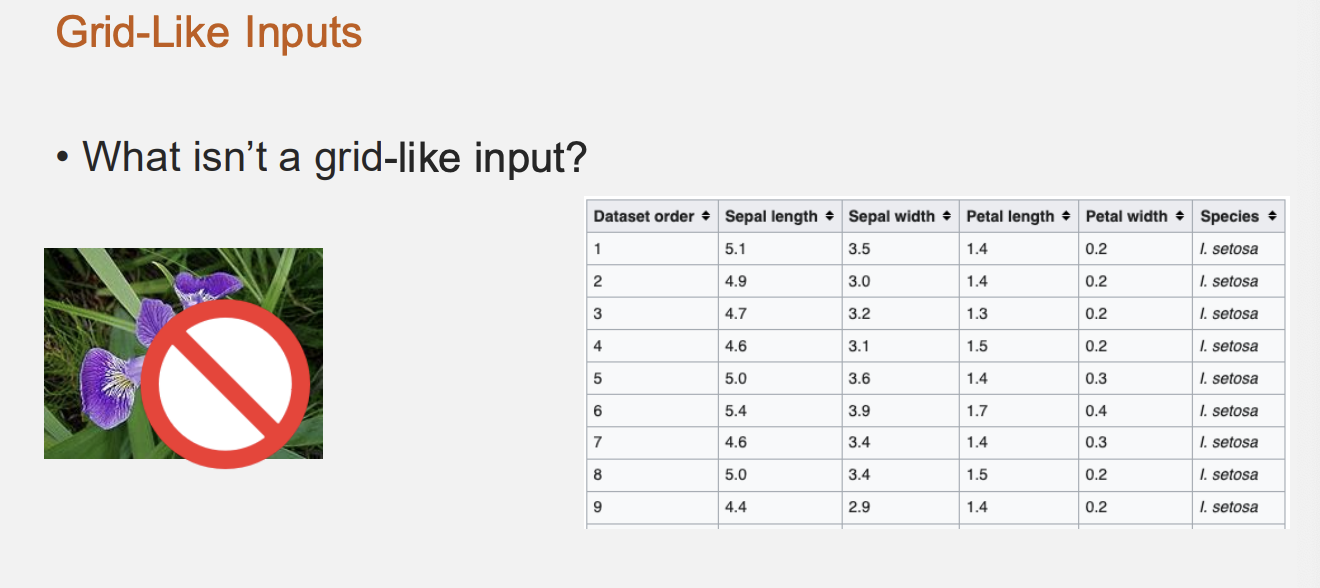 Grid-Like Inputs
• What isn't a grid-like input?
Dataset order Sepal length Sepal width Petal length Petal width Species
1 5.1 3.5 1.4 0.2 I. setosa
2 4.9 3.0 1.4 0.2 I. setosa
3 4.7 3.2 1.3 0.2 I. setosa
4 4.6 3.1 1.5 0.2 I. setosa
5 5.0 3.6 1.4 0.3 I. setosa
6 5.4 3.9 1.7 0.4 I. setosa
7 4.6 3.4 1.4 0.3 I. setosa
8 5.0 3.4 1.5 0.2 I. setosa
9 4.4 2.9 1.4 0.2 I. setosa